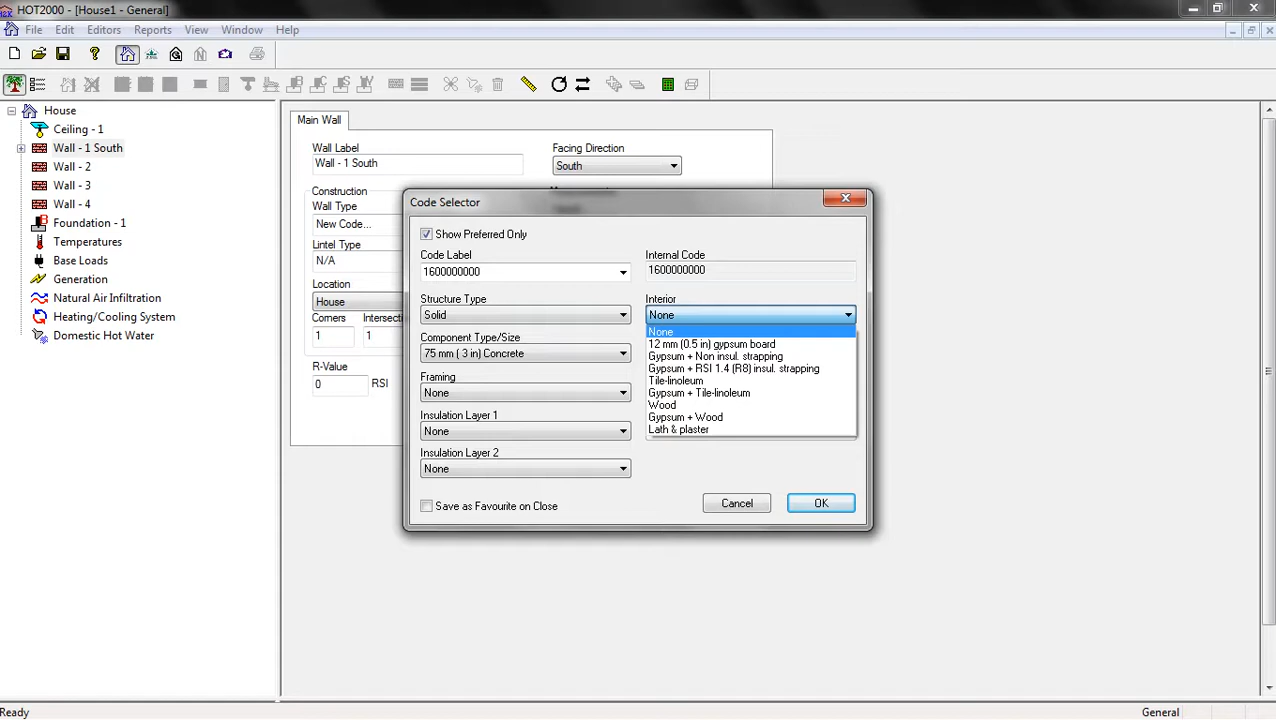 HOT2000 - [House1 - General]
File Edit Editors Reports View Window Help
House
Ceiling - 1
Wall - 1 South
Wall - 2
Wall - 3
Wall - 4
Foundation - 1
Temperatures
Base Loads
Generation
Natural Air Infiltration
Heating/Cooling System
Domestic Hot Water
Main Wall
Wall Label
Wall - 1 South
Facing Direction
South
Construction
Wall Type
New Code...
Lintel Type
N/A
Location
House
Corners
1
1
R-Value
0 RSI
Code Selector
Show Preferred Only
Code Label
1600000000
Internal Code
1600000000
Structure Type
Solid
Component Type/Size
75 mm ( 3 in) Concrete
Framing
None
Insulation Layer 1
None
Insulation Layer 2
None
Interior
None
None
12 mm (0.5 in) gypsum board
Gypsum + Non insul. strapping
Gypsum + RSI 1.4 (R8) insul. strapping
Tile-linoleum
Gypsum + Tile-linoleum
Wood
Gypsum + Wood
Lath & plaster
Save as Favourite on Close
Cancel OK
Ready General